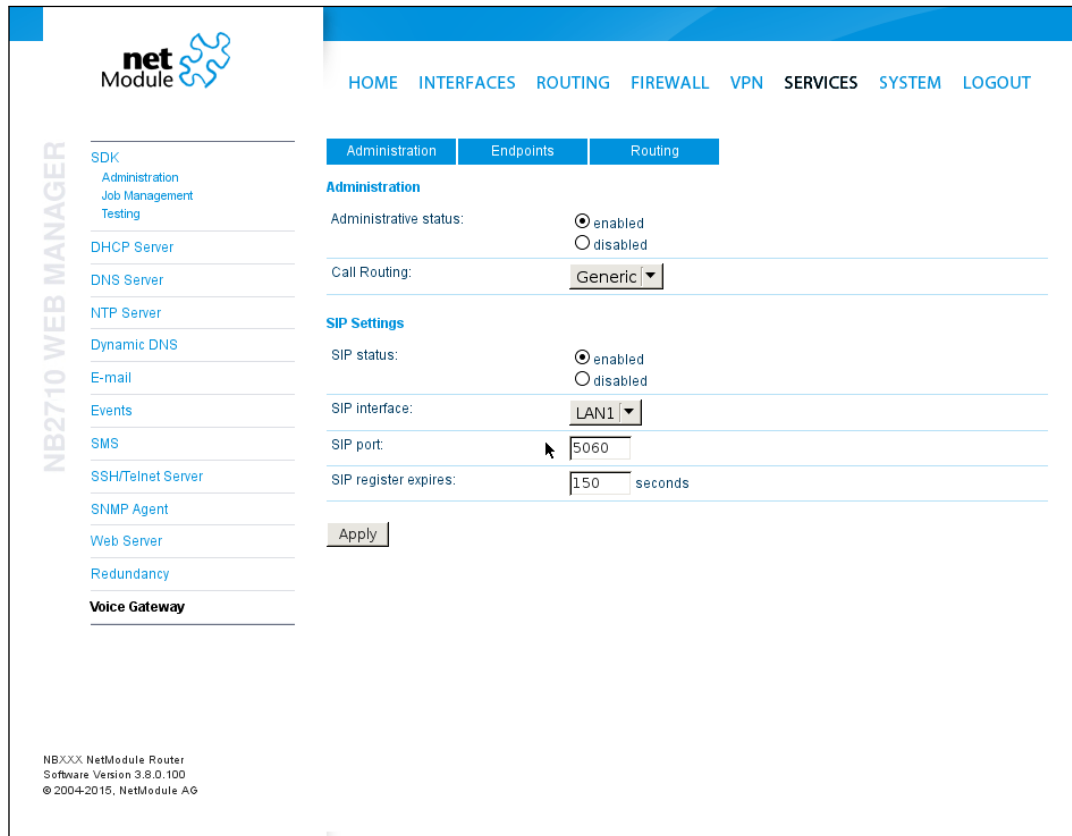 net
Module
HOME INTERFACES ROUTING FIREWALL VPN SERVICES SYSTEM LOGOUT
NB2710 WEB MANAGER
SDK
Administration
Job Management
Testing
DHCP Server
DNS Server
NTP Server
Dynamic DNS
E-mail
Events
SMS
SSH/Telnet Server
SNMP Agent
Web Server
Redundancy
Voice Gateway
Administration Endpoints Routing
Administration
Administrative status: enabled
disabled
Call Routing: Generic
SIP Settings
SIP status: enabled
disabled
SIP interface: LAN1
SIP port: 5060
SIP register expires: 150 seconds
Apply
NBXXX NetModule Router
Software Version 3.8.0.100
© 2004-2015, NetModule AG